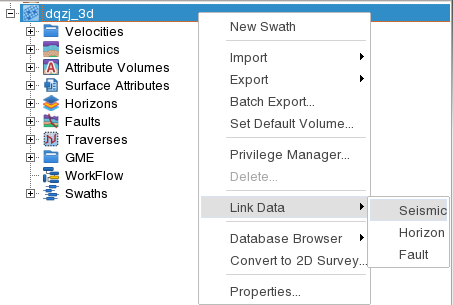 dqzj_3d
Velocities
Seismics
Attribute Volumes
Surface Attributes
Horizons
Faults
Traverses
GME
WorkFlow
Swaths
New Swath
Import
Export
Batch Export...
Set Default Volume...
Privilege Manager...
Delete...
Link Data
Database Browser
Convert to 2D Survey...
Properties...
Seismic
Horizon
Fault